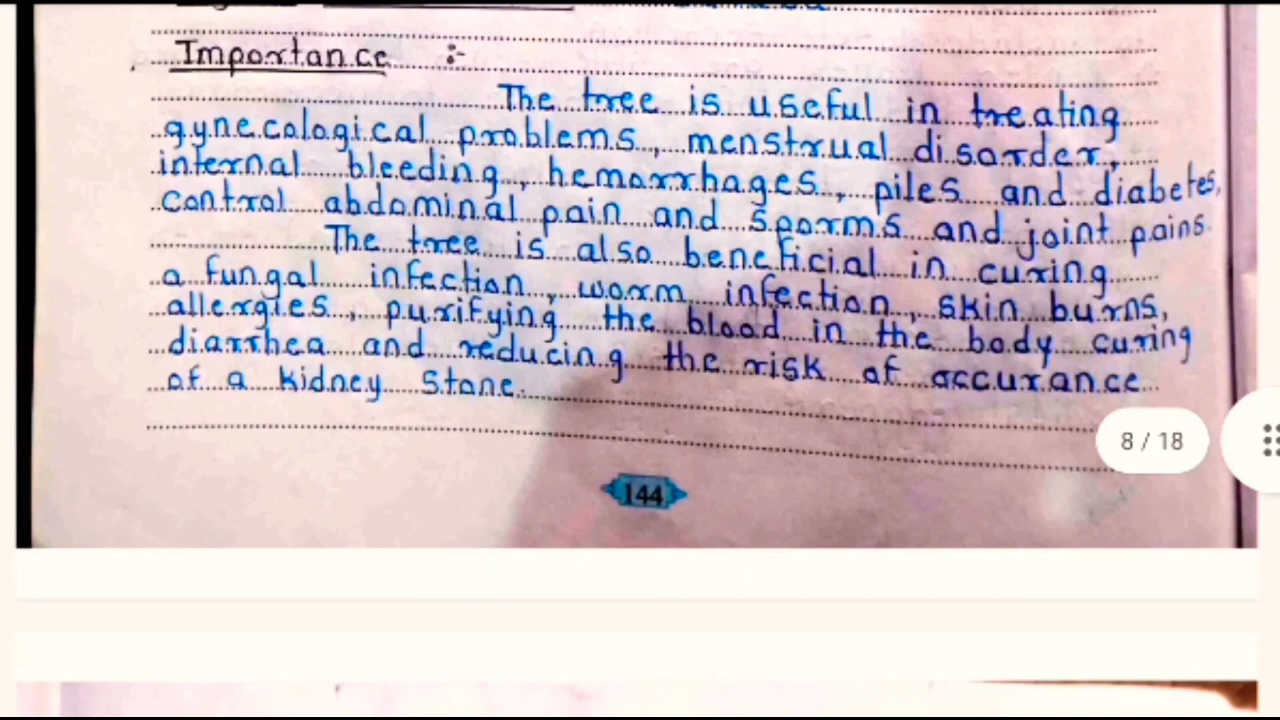 Importance :-
The tree is useful in treating
gynecological problems, menstrual disorder,
internal bleeding, hemorrhages, piles and diabetes,
control abdominal pain and sporms and joint pains.
The tree is also beneficial in curing
a fungal infection, worm infection, skin burns,
allergies, purifying the blood in the body curing
diarrhea and reducing the risk of occurance
of a kidney stone.
8 / 18
144